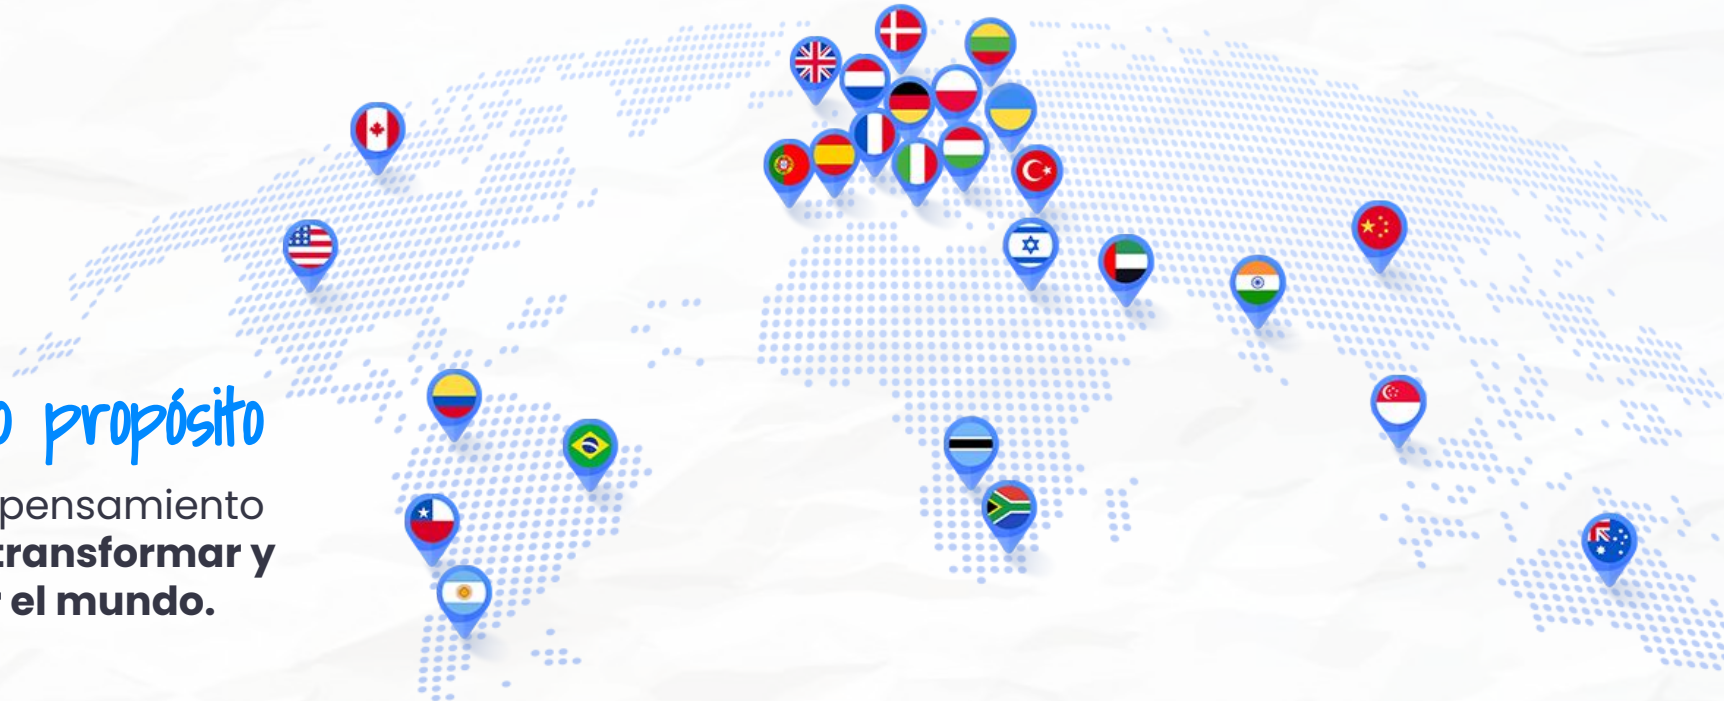 propósito
pensamiento
transformar y
el mundo.